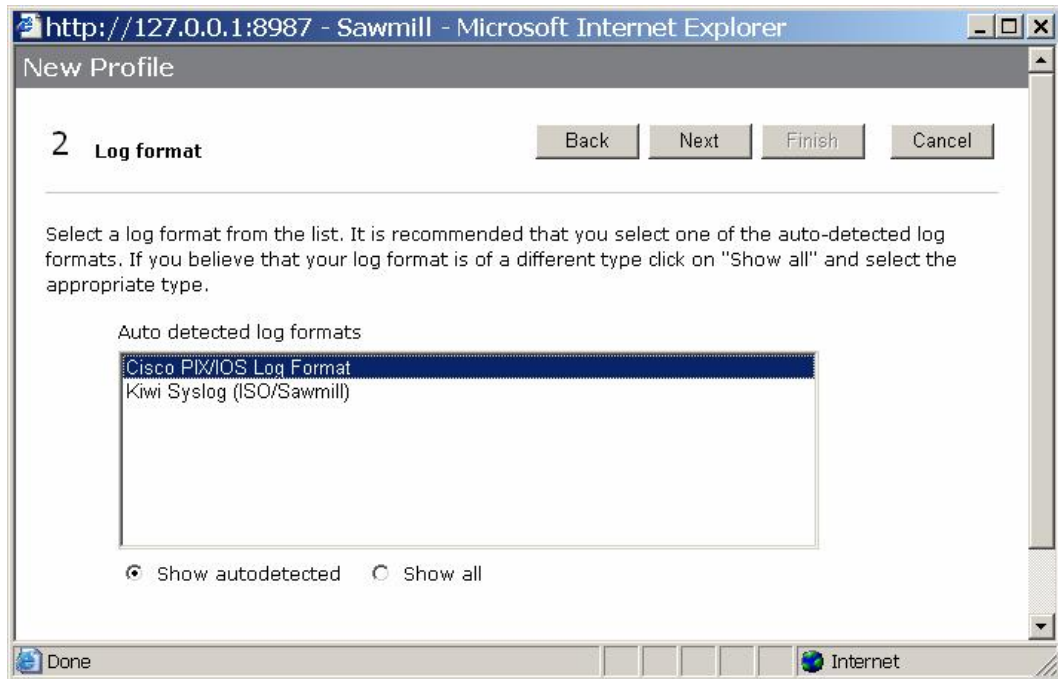 http://127.0.0.1:8987 - Sawmill - Microsoft Internet Explorer
New Profile
2 Log format
Back Next Finish Cancel
Select a log format from the list. It is recommended that you select one of the auto-detected log
formats. If you believe that your log format is of a different type click on "Show all" and select the
appropriate type.
Auto detected log formats
Cisco PIX/IOS Log Format
Kiwi Syslog (ISO/Sawmill)
Show autodetected Show all
Done Internet